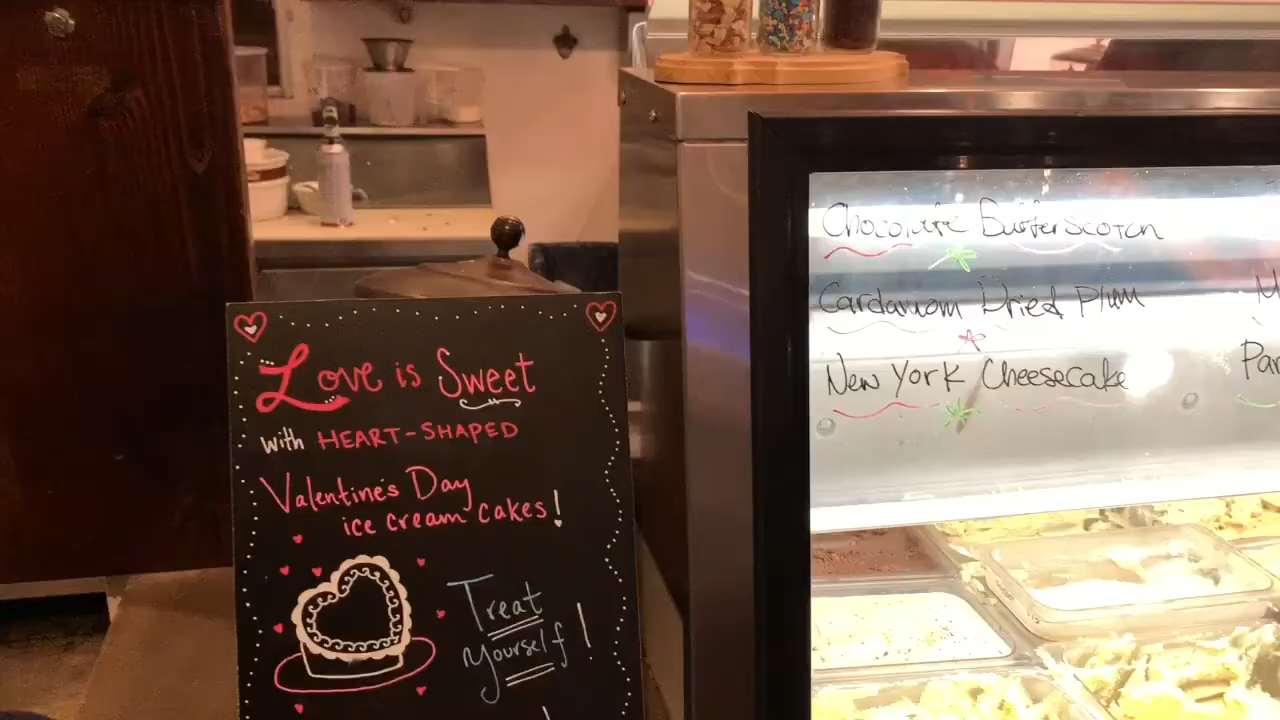 Love is Sweet
with HEART-SHAPED
Valentine's Day
ice cream cakes!
Treat
yourself!
Chocolate Butterscotch
Cardamom Dried Plum
New York Cheesecake